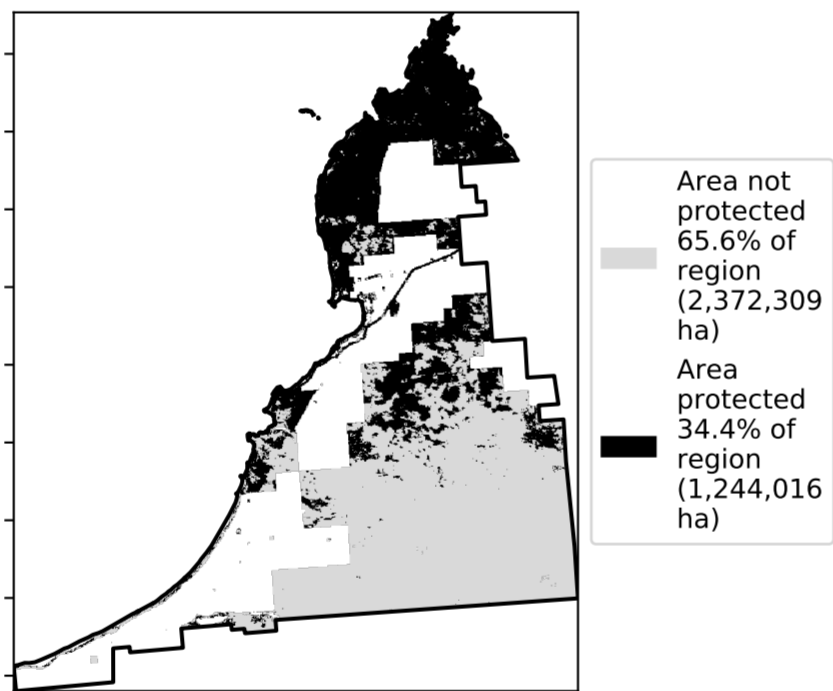 Area not
protected
65.6% of
region
(2,372,309
ha)
Area
protected
34.4% of
region
(1,244,016
ha)